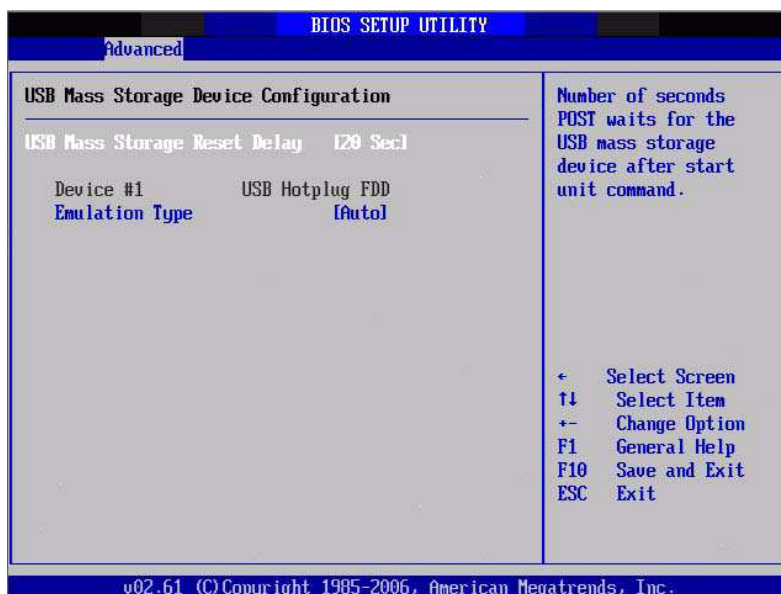 BIOS SETUP UTILITY
Advanced
USB Mass Storage Device Configuration
USB Mass Storage Reset Delay [20 Sec]
Device #1 USB Hotplug FDD
Emulation Type [Auto]
Number of seconds
POST waits for the
USB mass storage
device after start
unit command.
← Select Screen
↑↓ Select Item
+- Change Option
F1 General Help
F10 Save and Exit
ESC Exit
v02.61 (C)Copyright 1985-2006, American Megatrends, Inc.